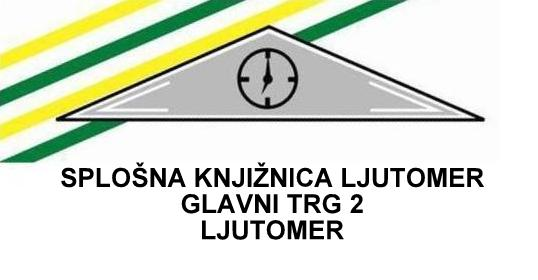 SPLOŠNA KNJIŽNICA LJUTOMER
GLAVNI TRG 2
LJUTOMER